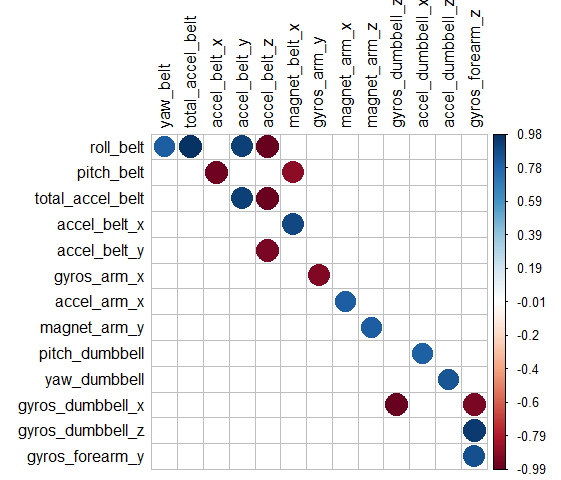 yaw_belt
total_accel_belt
accel_belt_x
accel_belt_y
accel_belt_z
magnet_belt_x
gyros_arm_y
magnet_arm_x
magnet_arm_z
gyros_dumbbell_z
accel_dumbbell_x
accel_dumbbell_z
gyros_forearm_z
roll_belt
pitch_belt
total_accel_belt
accel_belt_x
accel_belt_y
gyros_arm_x
accel_arm_x
magnet_arm_y
pitch_dumbbell
yaw_dumbbell
gyros_dumbbell_x
gyros_dumbbell_z
gyros_forearm_y
0.98
0.78
0.59
0.39
0.19
-0.01
-0.2
-0.4
-0.6
-0.79
-0.99